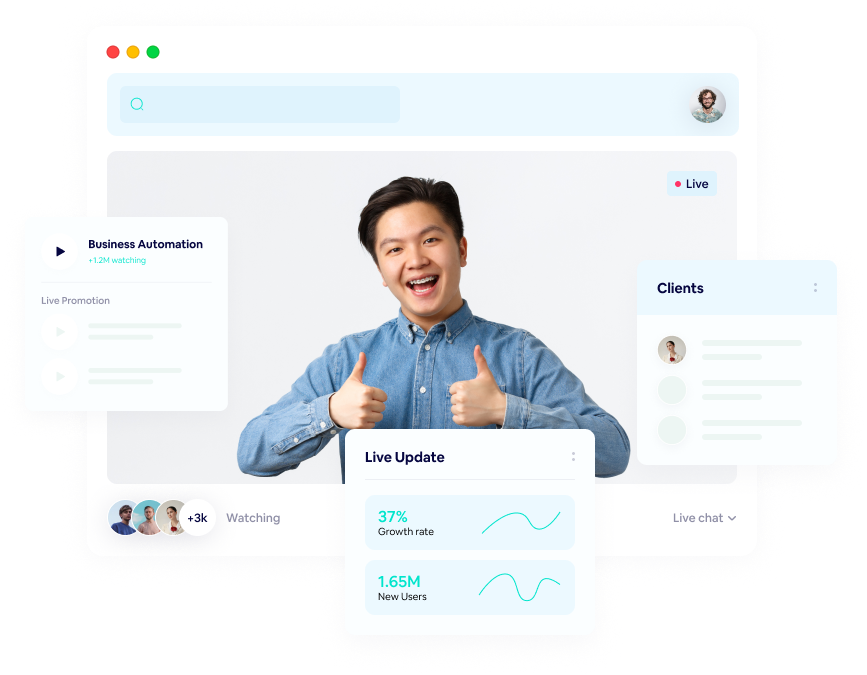 Live
Business Automation
+1.2M watching
Live Promotion
Clients
Live Update
37%
Growth rate
1.65M
New Users
+3k
Watching
Live chat